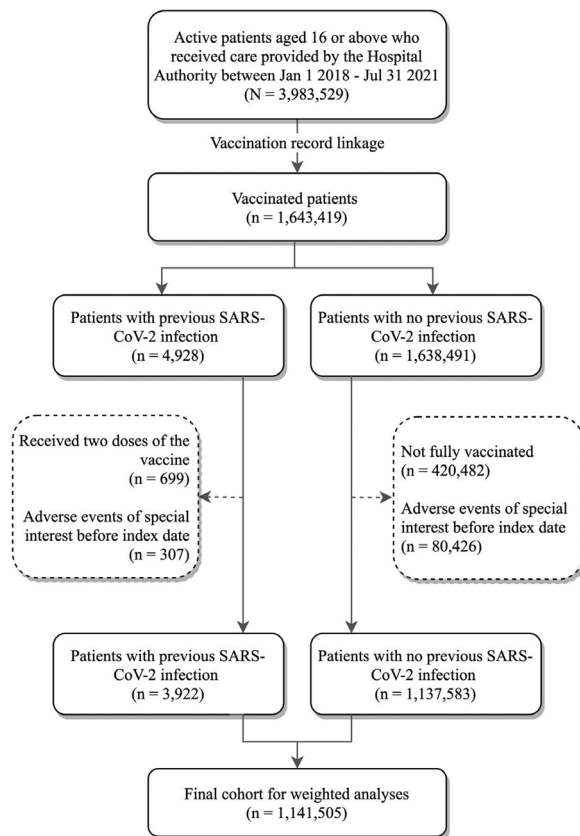 Active patients aged 16 or above who
received care provided by the Hospital
Authority between Jan 1 2018 - Jul 31 2021
(N = 3,983,529)
Vaccination record linkage
Vaccinated patients
(n = 1,643,419)
Patients with previous SARS-
CoV-2 infection
(n = 4,928)
Patients with no previous SARS-
CoV-2 infection
(n = 1,638,491)
Received two doses of the
vaccine
(n = 699)
Adverse events of special
interest before index date
(n = 307)
Not fully vaccinated
(n = 420,482)
Adverse events of special
interest before index date
(n = 80,426)
Patients with previous SARS-
CoV-2 infection
(n = 3,922)
Patients with no previous SARS-
CoV-2 infection
(n = 1,137,583)
Final cohort for weighted analyses
(n = 1,141,505)